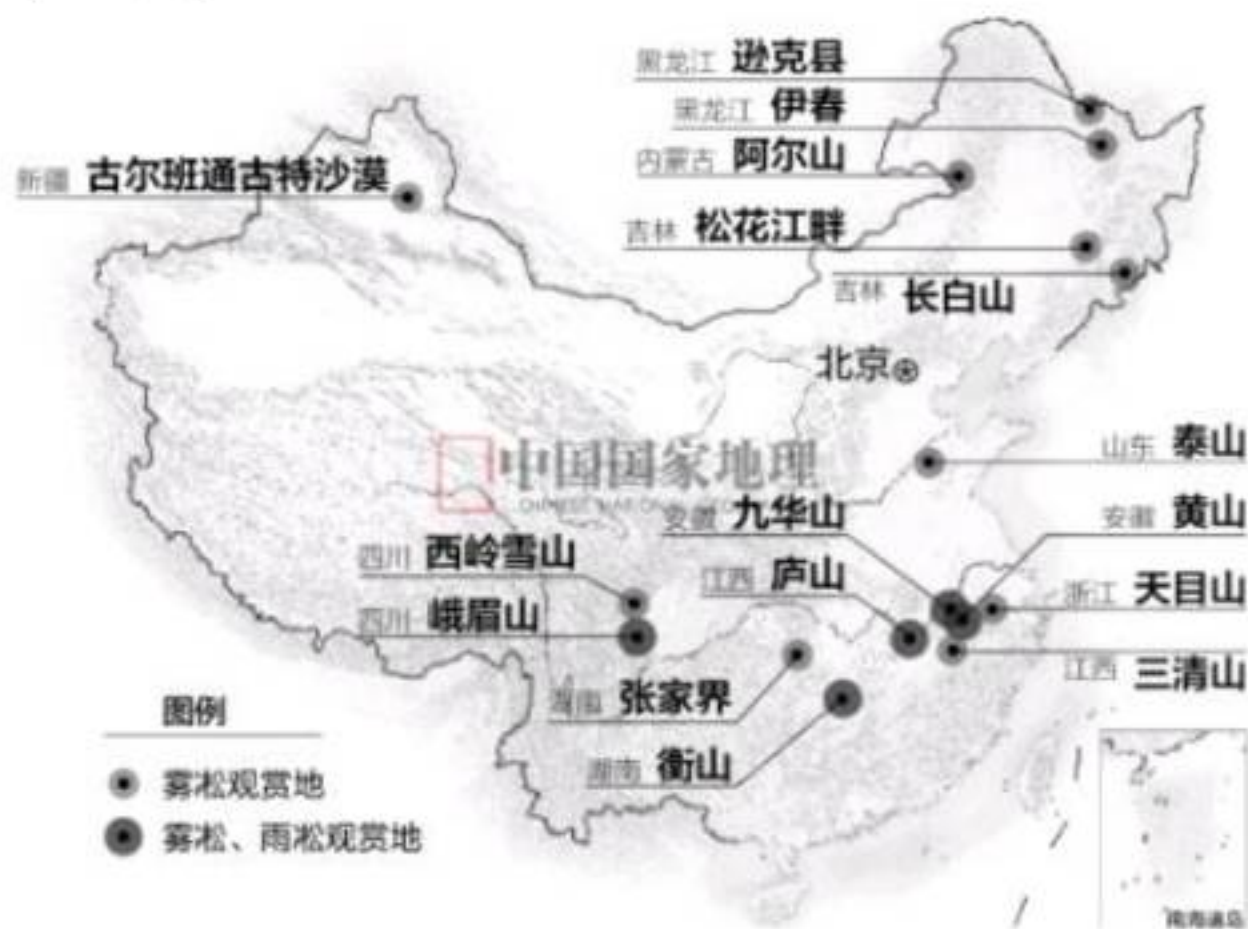 黑龙江 逊克县
黑龙江 伊春
内蒙古 阿尔山
新疆 古尔班通古特沙漠
吉林 松花江畔
吉林 长白山
北京
山东 泰山
中国国家地理
安徽 九华山
安徽 黄山
四川 西岭雪山
江西 庐山
浙江 天目山
四川 峨眉山
江西 三清山
湖南 张家界
湖南 衡山
图例
雾凇观赏地
雾凇、雨凇观赏地
南海诸岛